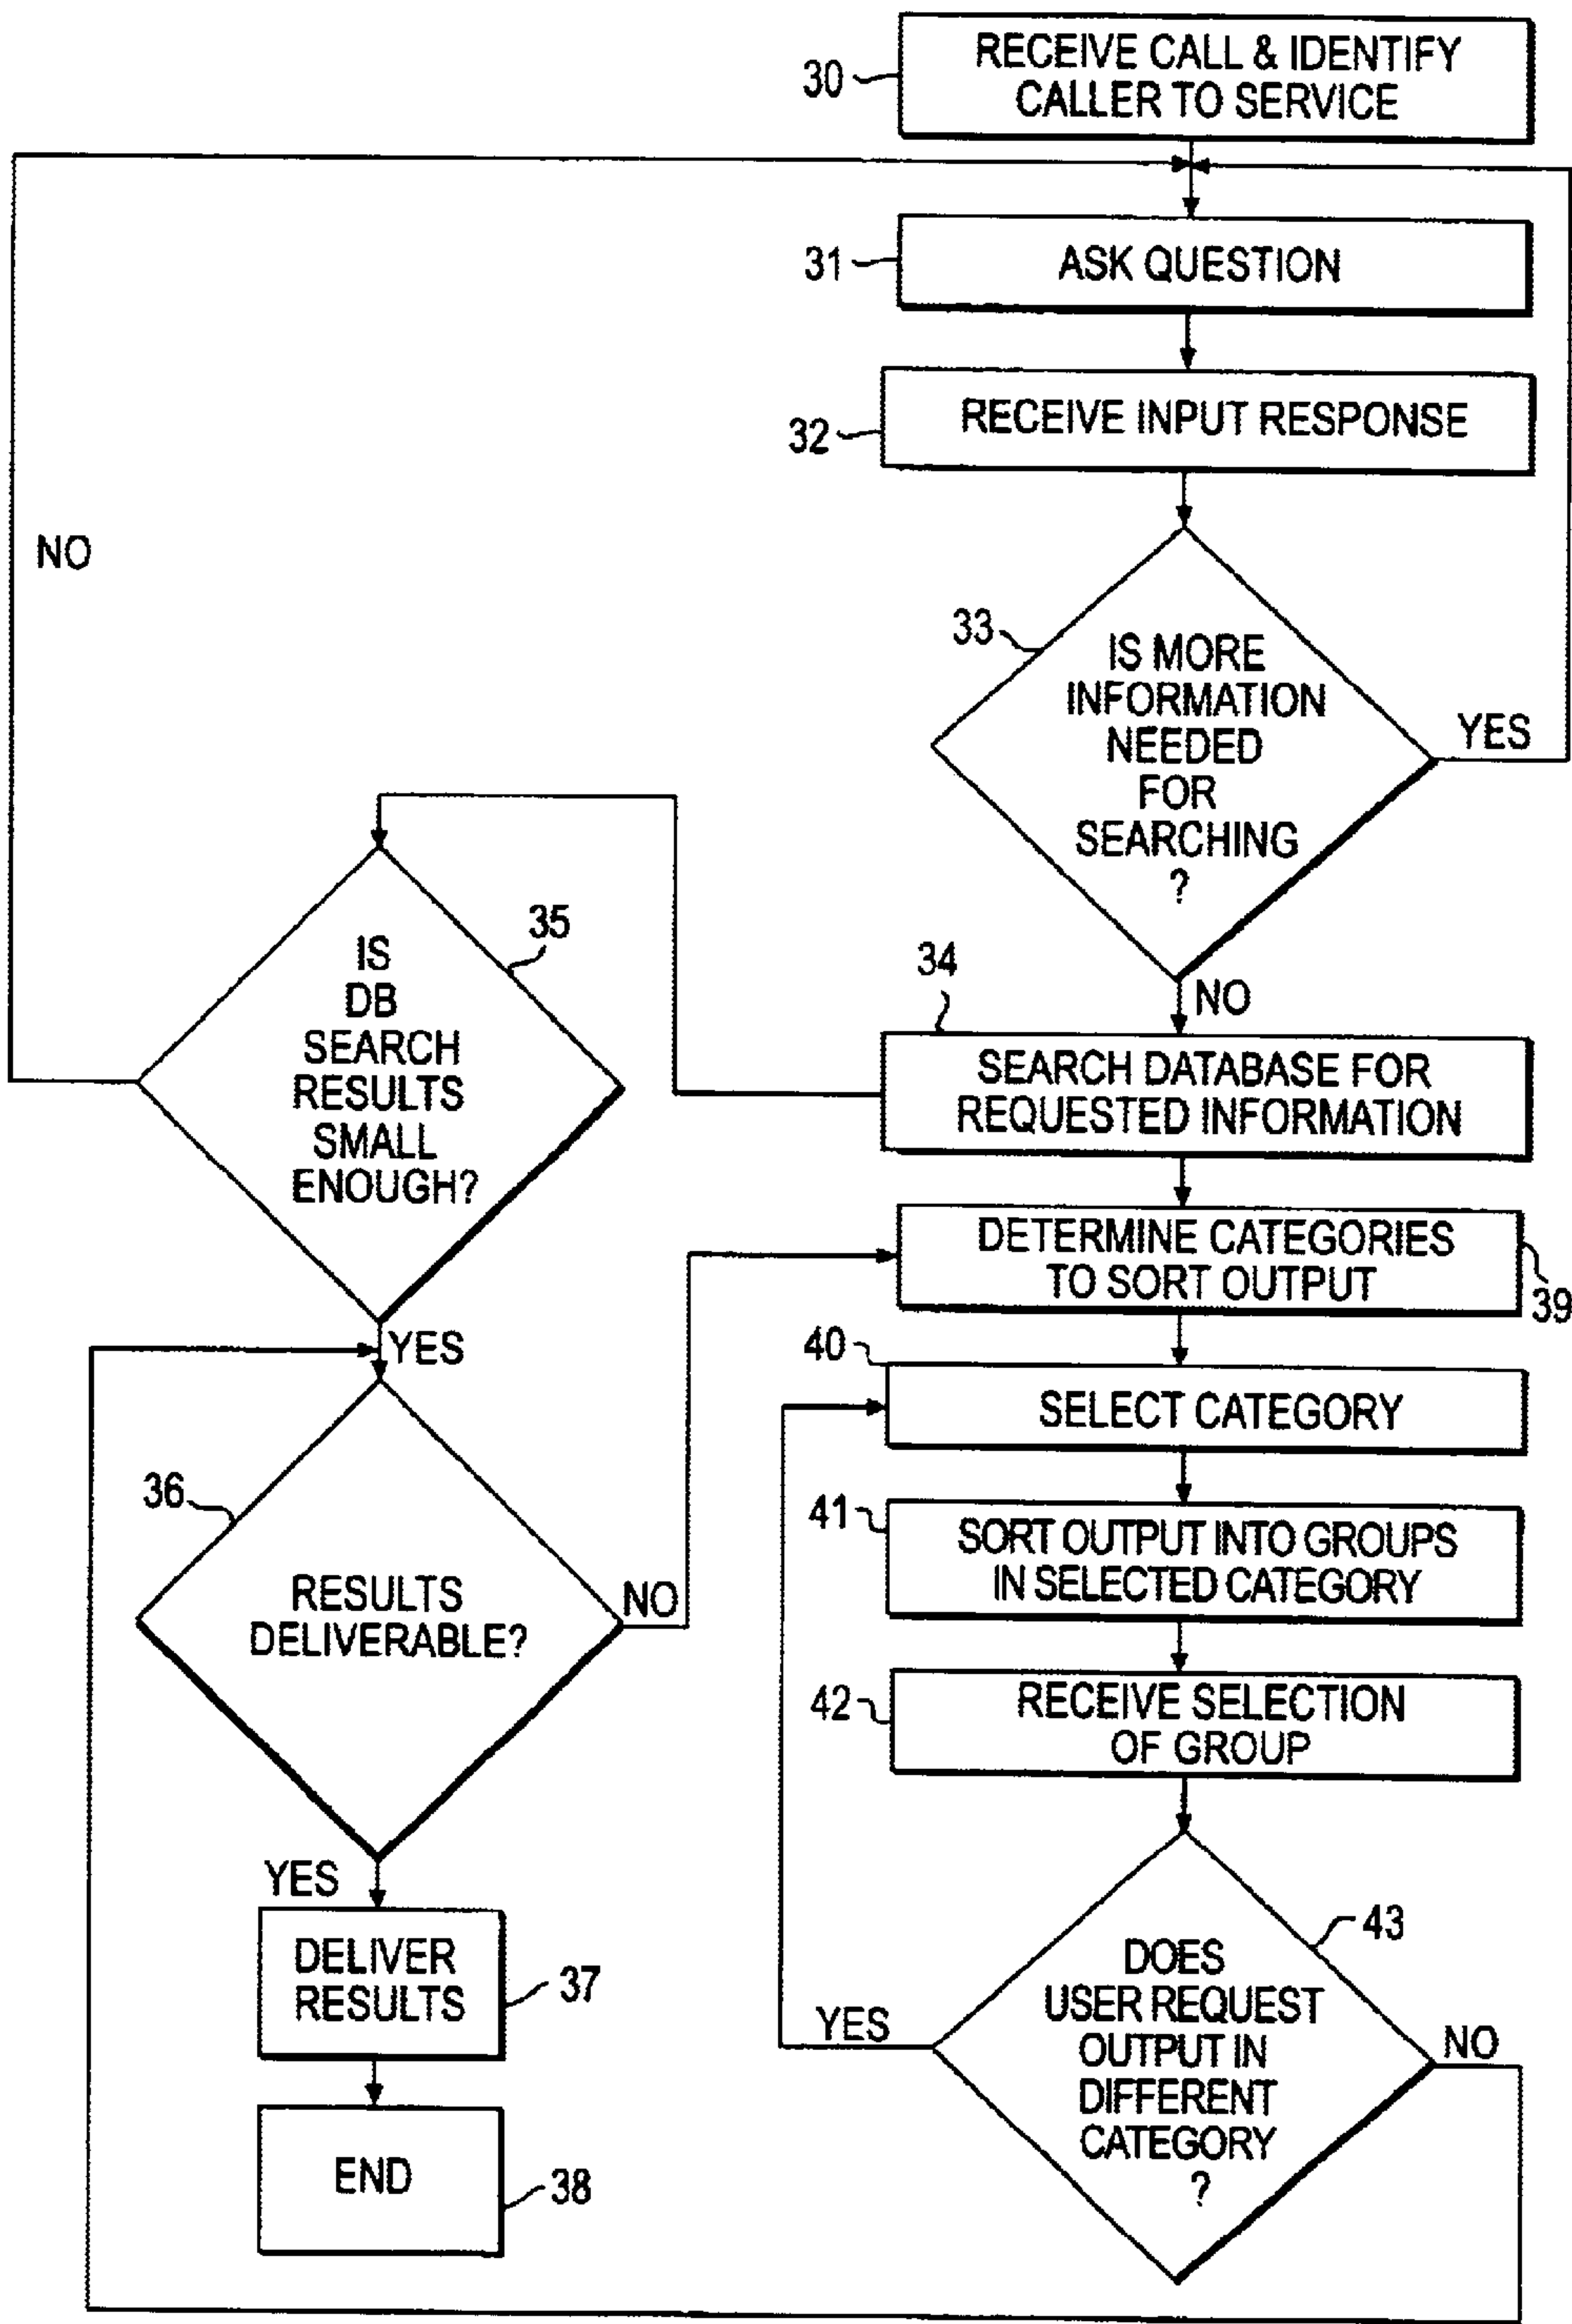 RECEIVE CALL & IDENTIFY
CALLER TO SERVICE
30
ASK QUESTION
31
RECEIVE INPUT RESPONSE
32
NO
33
IS MORE
INFORMATION
NEEDED
FOR
SEARCHING
?
YES
35
IS
DB
SEARCH
RESULTS
SMALL
ENOUGH?
34
NO
SEARCH DATABASE FOR
REQUESTED INFORMATION
DETERMINE CATEGORIES
TO SORT OUTPUT
39
YES
40
SELECT CATEGORY
36
RESULTS
DELIVERABLE?
NO
41
SORT OUTPUT INTO GROUPS
IN SELECTED CATEGORY
42
RECEIVE SELECTION
OF GROUP
YES
DELIVER
RESULTS
37
43
DOES
USER REQUEST
OUTPUT IN
DIFFERENT
CATEGORY
?
YES
NO
END
38